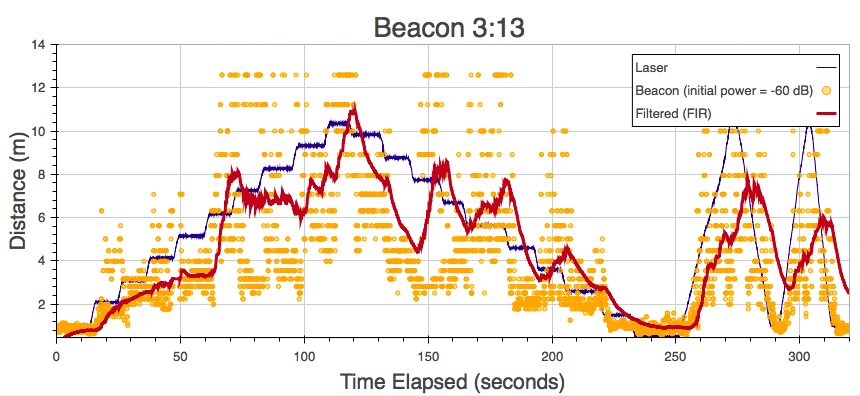 Beacon 3:13
Distance (m)
14
12
10
8
6
4
2
Laser
Beacon (initial power = -60 dB)
Filtered (FIR)
0 50 100 150 200 250 300
Time Elapsed (seconds)